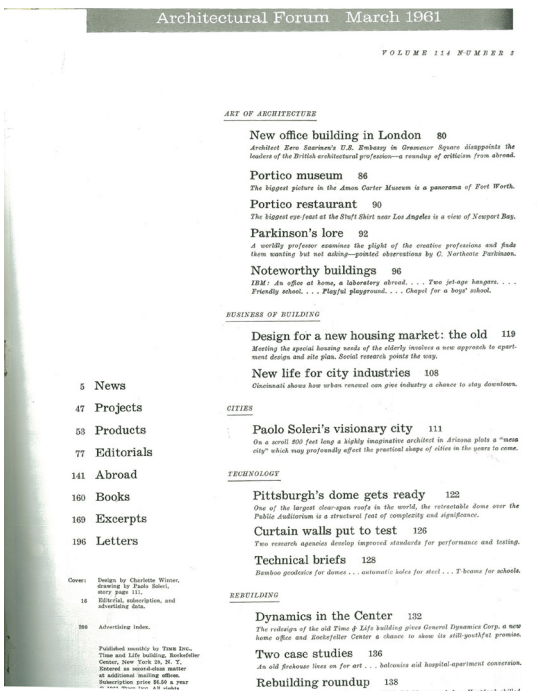 Architectural Forum March 1961
VOLUME 114 NUMBER 3
ART OF ARCHITECTURE
New office building in London 80
Architect Eero Saarinen's U.S. Embassy in Grosvenor Square disappoints the
leaders of the British architectural profession—a roundup of criticism from abroad.
Portico museum 86
The biggest picture in the Amon Carter Museum is a panorama of Fort Worth.
Portico restaurant 90
The biggest eye-feast at the Stuft Shirt near Los Angeles is a view of Newport Bay.
Parkinson's lore 92
A worldly professor examines the plight of the creative professions and finds
them wanting but not asking—pointed observations by C. Northcote Parkinson.
Noteworthy buildings 96
IBM: An office at home, a laboratory abroad. . . . Two jet-age hangars. . . .
Friendly school. . . . Playful playground. . . . Chapel for a boys' school.
BUSINESS OF BUILDING
Design for a new housing market: the old 119
Meeting the special housing needs of the elderly involves a new approach to apart-
ment design and site plan. Social research points the way.
New life for city industries 108
Cincinnati shows how urban renewal can give industry a chance to stay downtown.
CITIES
Paolo Soleri's visionary city 111
On a scroll 200 feet long a highly imaginative architect in Arizona plots a "mesa
city" which may profoundly affect the practical shape of cities in the years to come.
TECHNOLOGY
Pittsburgh's dome gets ready 122
One of the largest clear-span roofs in the world, the retractable dome over the
Public Auditorium is a structural feat of complexity and significance.
Curtain walls put to test 126
Two research agencies develop improved standards for performance and testing.
Technical briefs 128
Bamboo geodesics for domes . . . automatic holes for steel . . . T-beams for schools.
REBUILDING
Dynamics in the Center 132
The redesign of the old Time & Life building gives General Dynamics Corp. a new
home office and Rockefeller Center a chance to show its still-youthful promise.
Two case studies 136
An old firehouse lives on for art . . . balconies aid hospital-apartment conversion.
Rebuilding roundup 138
5 News
47 Projects
53 Products
77 Editorials
141 Abroad
160 Books
169 Excerpts
196 Letters
Cover: Design by Charlotte Winter,
drawing by Paolo Soleri,
story page 111.
16 Editorial, subscription, and
advertising data.
Advertising index.
Published monthly by TIME INC.,
Time and Life building, Rockefeller
Center, New York 20, N. Y.
Entered as second-class matter
at additional mailing offices.
Subscription price $6.50 a year